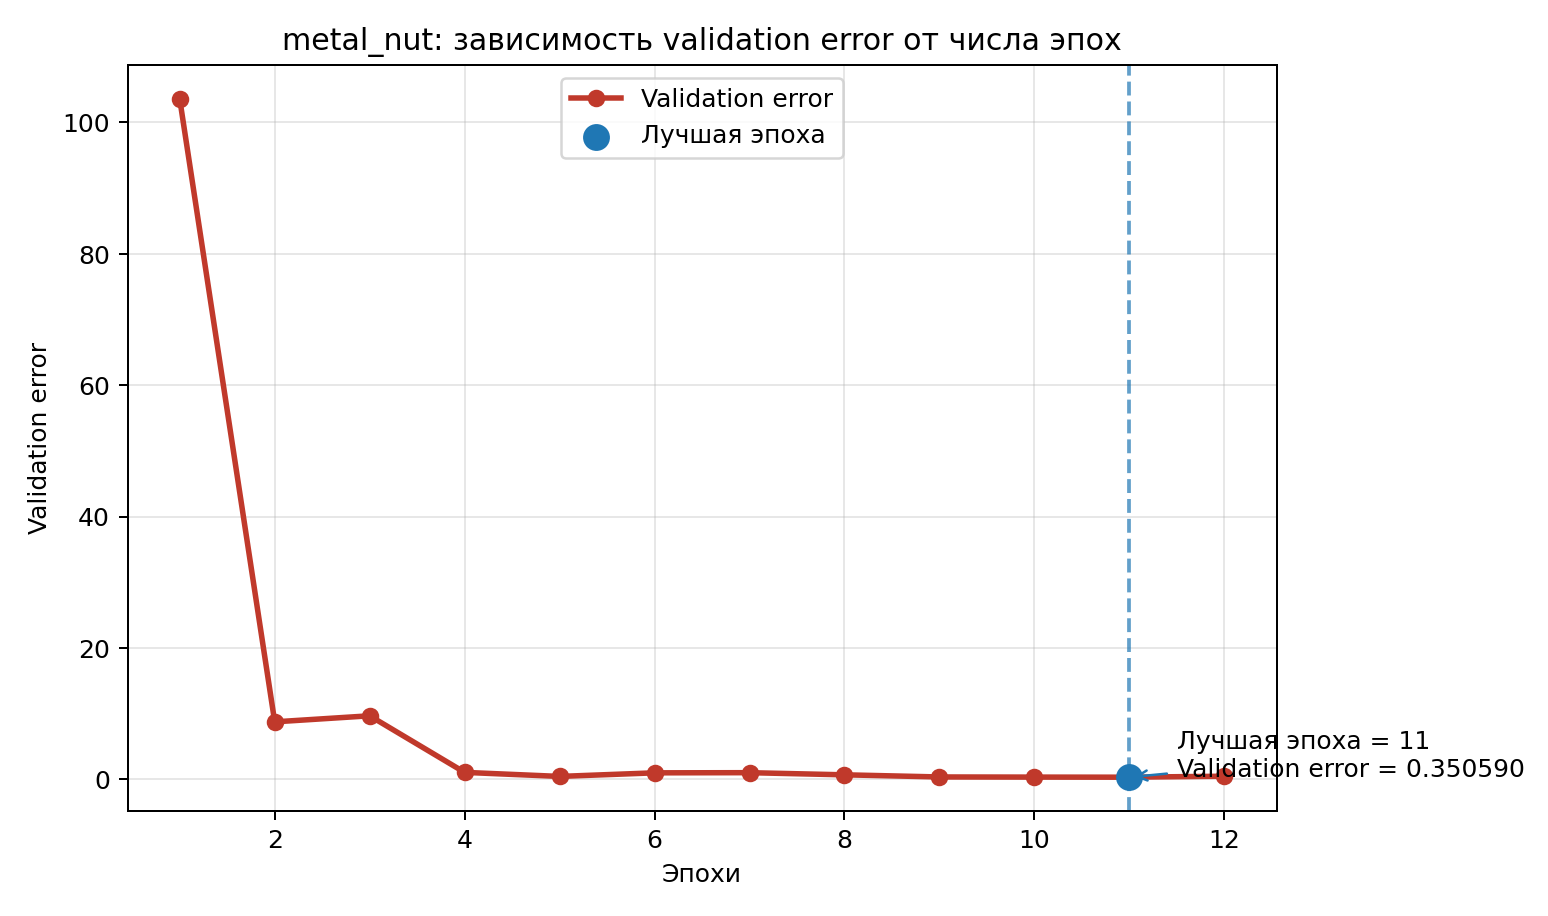 metal_nut: зависимость validation error от числа эпох
Validation error
Лучшая эпоха
100
80
60
40
20
0
Validation error
Лучшая эпоха = 11
Validation error = 0.350590
2
4
6
8
10
12
Эпохи